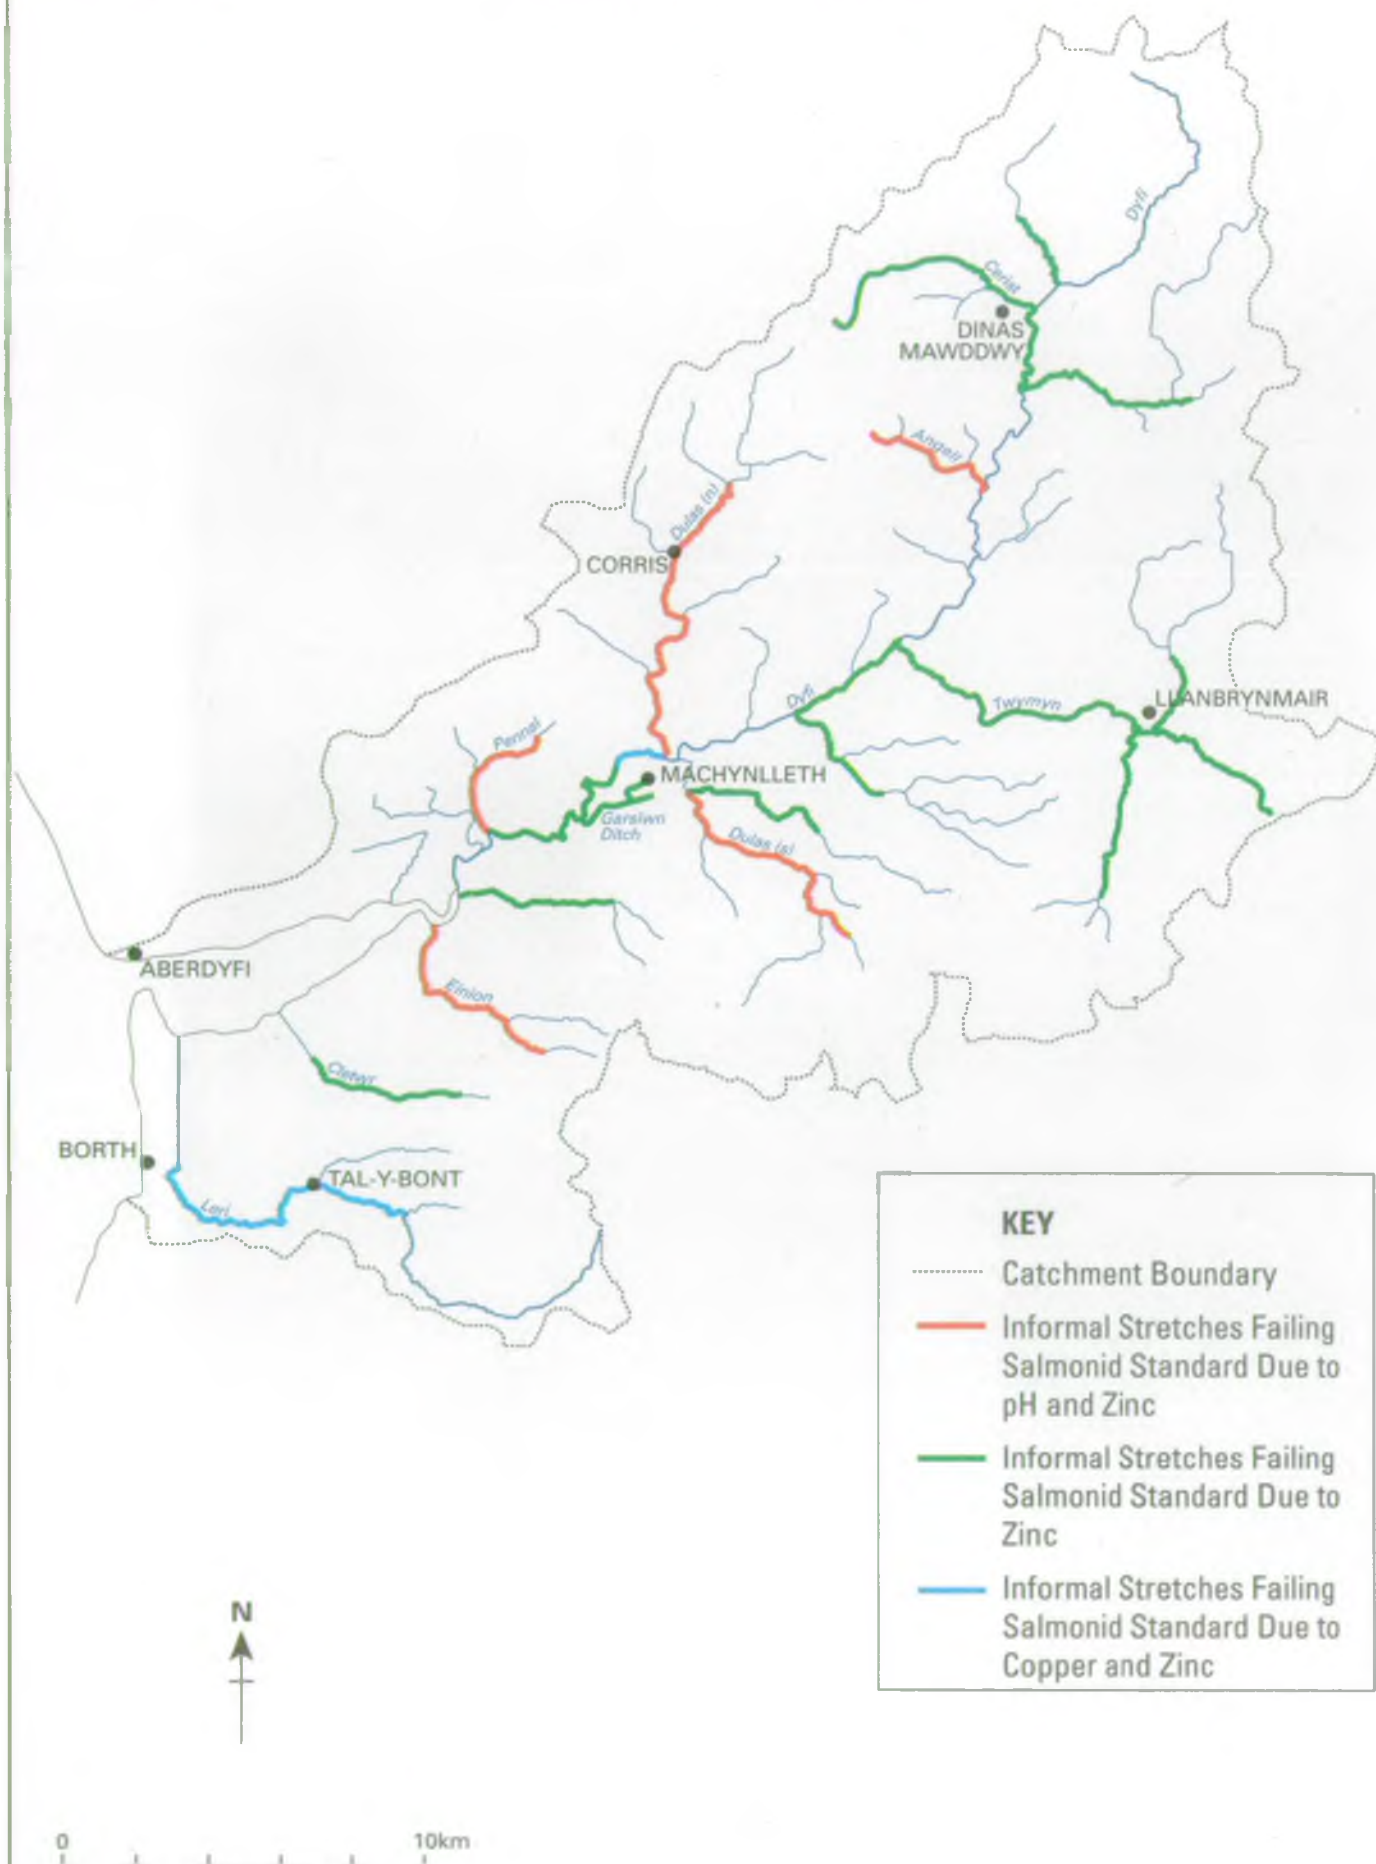 Dyfi
Cerist
DINAS
MAWDDWY
Angell
Dulas (n)
CORRIS
Dyfi
Twymyn
LLANBRYNMAIR
Pennal
MACHYNLLETH
Garsiwn
Ditch
Dulas (s)
ABERDYFI
Einion
Cletwr
BORTH
TAL-Y-BONT
Leri
KEY
Catchment Boundary
Informal Stretches Failing
Salmonid Standard Due to
pH and Zinc
Informal Stretches Failing
Salmonid Standard Due to
Zinc
Informal Stretches Failing
Salmonid Standard Due to
Copper and Zinc
N
0 10km